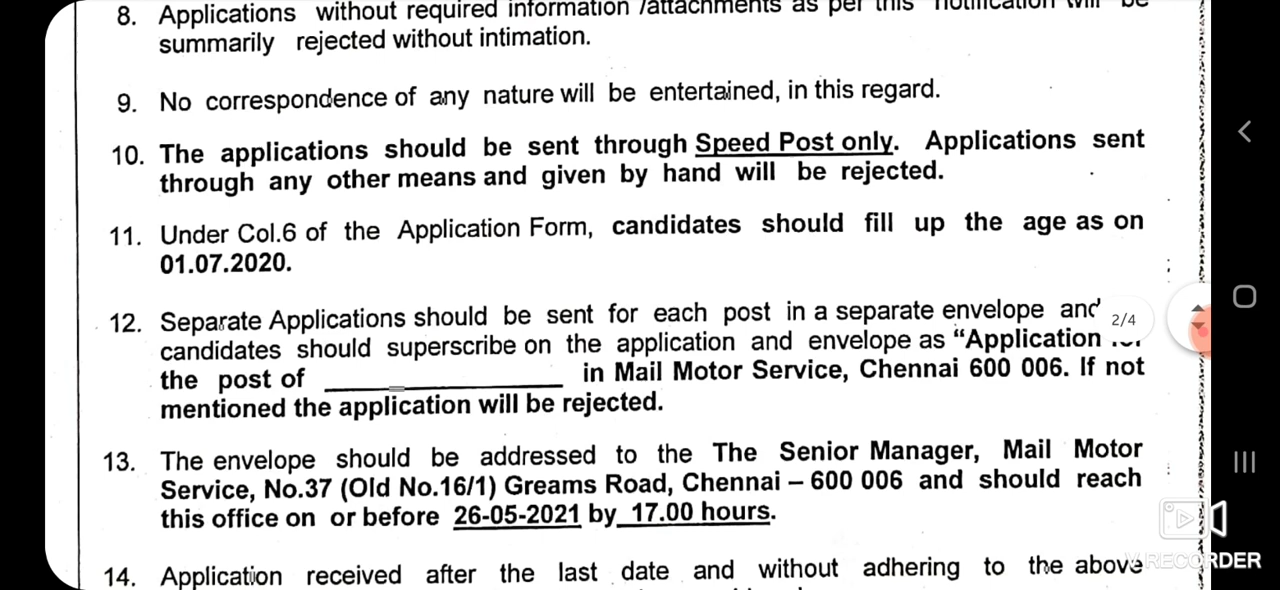 8. Applications without required information /attachments as per this notification will be
summarily rejected without intimation.
9. No correspondence of any nature will be entertained, in this regard.
10. The applications should be sent through Speed Post only. Applications sent
through any other means and given by hand will be rejected.
11. Under Col.6 of the Application Form, candidates should fill up the age as on
01.07.2020.
12. Separate Applications should be sent for each post in a separate envelope and
candidates should superscribe on the application and envelope as “Application for
the post of ____________ in Mail Motor Service, Chennai 600 006. If not
mentioned the application will be rejected.
2/4
13. The envelope should be addressed to the The Senior Manager, Mail Motor
Service, No.37 (Old No.16/1) Greams Road, Chennai – 600 006 and should reach
this office on or before 26-05-2021 by 17.00 hours.
14. Application received after the last date and without adhering to the above
V RECORDER